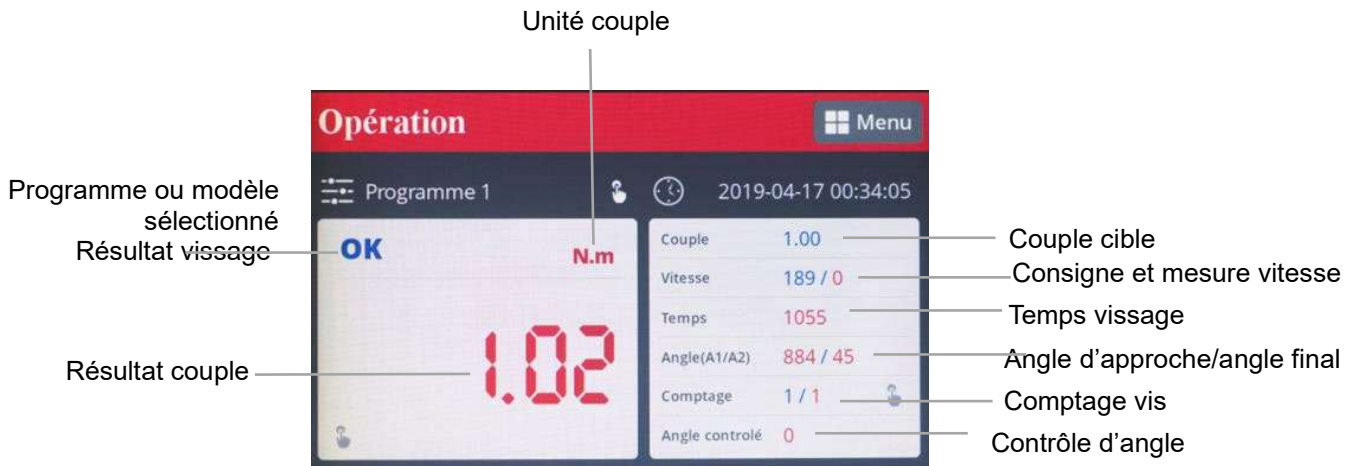 Unité couple
Opération
Menu
Programme 1
2019-04-17 00:34:05
Programme ou modèle
sélectionné
Résultat vissage
OK
N.m
1.02
Résultat couple
Couple 1.00
Vitesse 189 / 0
Temps 1055
Angle(A1/A2) 884 / 45
Comptage 1 / 1
Angle controlé 0
Couple cible
Consigne et mesure vitesse
Temps vissage
Angle d’approche/angle final
Comptage vis
Contrôle d’angle